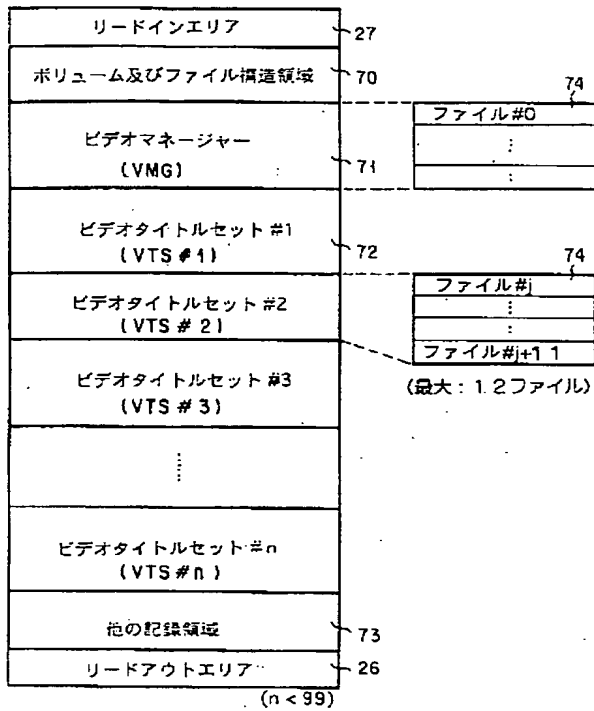 リードインエリア
27
ボリューム及びファイル構造領域
70
ビデオマネージャー
(VMG)
71
74
ファイル#0
⋮
:
ビデオタイトルセット #1
(VTS #1)
72
ビデオタイトルセット #2
(VTS #2)
74
ファイル#j
⋮
:
ファイル#j+11
(最大:12ファイル)
ビデオタイトルセット #3
(VTS #3)
⋮
ビデオタイトルセット #n
(VTS #n)
他の記録領域
73
リードアウトエリア
26
(n<99)